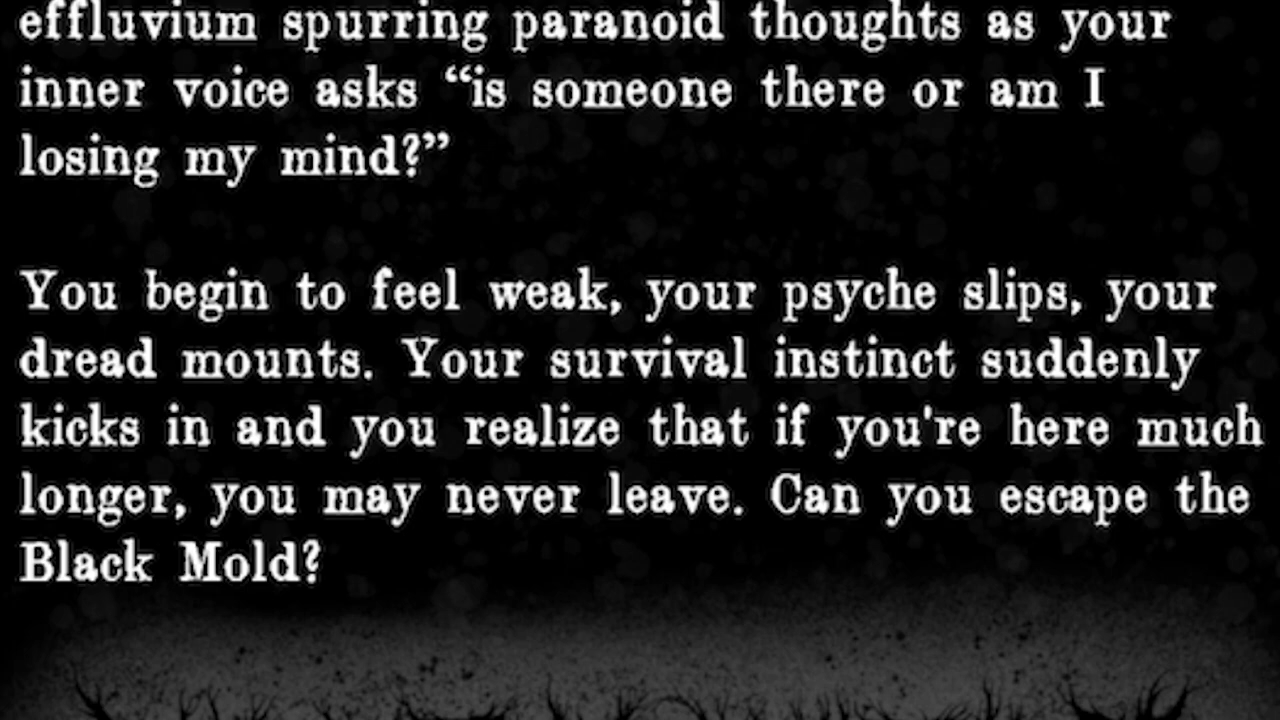 effluvium spurring paranoid thoughts as your
inner voice asks “is someone there or am I
losing my mind?”
You begin to feel weak, your psyche slips, your
dread mounts. Your survival instinct suddenly
kicks in and you realize that if you're here much
longer, you may never leave. Can you escape the
Black Mold?